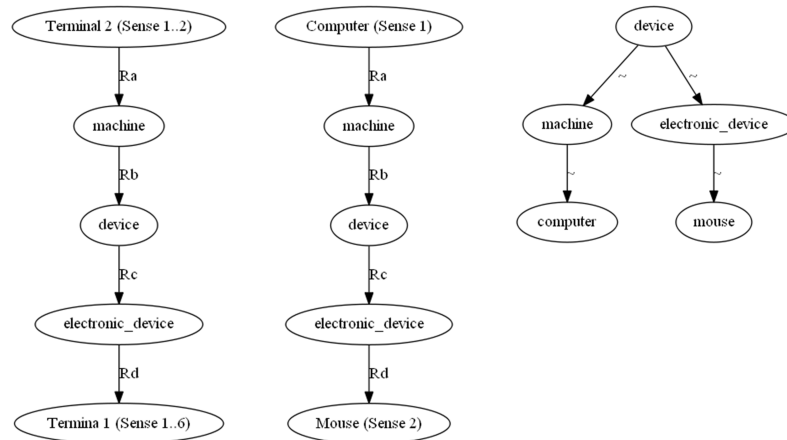 Terminal 2 (Sense 1..2)
Ra
machine
Rb
device
Rc
electronic_device
Rd
Termina 1 (Sense 1..6)
Computer (Sense 1)
Ra
machine
Rb
device
Rc
electronic_device
Rd
Mouse (Sense 2)
device
~ ~
machine electronic_device
~ ~
computer mouse